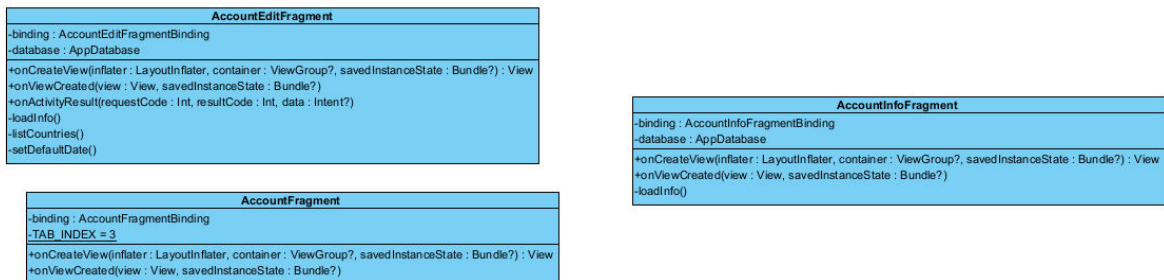 AccountEditFragment
-binding : AccountEditFragmentBinding
-database : AppDatabase
+onCreateView(inflater : LayoutInflater, container : ViewGroup?, savedInstanceState : Bundle?) : View
+onViewCreated(view : View, savedInstanceState : Bundle?)
+onActivityResult(requestCode : Int, resultCode : Int, data : Intent?)
-loadInfo()
-listCountries()
-setDefaultDate()
AccountFragment
-binding : AccountFragmentBinding
-TAB_INDEX = 3
+onCreateView(inflater : LayoutInflater, container : ViewGroup?, savedInstanceState : Bundle?) : View
+onViewCreated(view : View, savedInstanceState : Bundle?)
AccountInfoFragment
-binding : AccountInfoFragmentBinding
-database : AppDatabase
+onCreateView(inflater : LayoutInflater, container : ViewGroup?, savedInstanceState : Bundle?) : View
+onViewCreated(view : View, savedInstanceState : Bundle?)
-loadInfo()